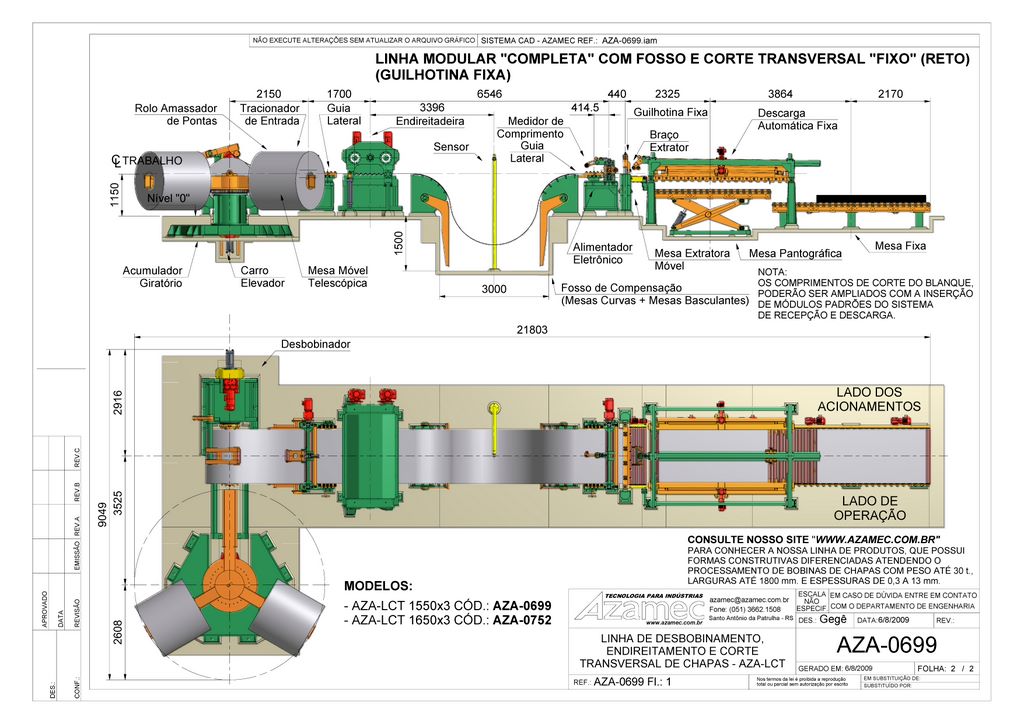 NÃO EXECUTE ALTERAÇÕES SEM ATUALIZAR O ARQUIVO GRÁFICO
SISTEMA CAD - AZAMEC REF.: AZA-0699.iam
LINHA MODULAR "COMPLETA" COM FOSSO E CORTE TRANSVERSAL "FIXO" (RETO)
(GUILHOTINA FIXA)
2150
1700
6546
440
2325
3864
2170
3396
414.5
Rolo Amassador
de Pontas
Tracionador
de Entrada
Guia
Lateral
Endireitadeira
Sensor
Medidor de
Comprimento
Guia
Lateral
Guilhotina Fixa
Braço
Extrator
Descarga
Automática Fixa
℄ TRABALHO
1150
Nível "0"
1500
3000
Acumulador
Giratório
Carro
Elevador
Mesa Móvel
Telescópica
Alimentador
Eletrônico
Fosso de Compensação
(Mesas Curvas + Mesas Basculantes)
Mesa Extratora
Móvel
Mesa Pantográfica
Mesa Fixa
NOTA:
OS COMPRIMENTOS DE CORTE DO BLANQUE,
PODERÃO SER AMPLIADOS COM A INSERÇÃO
DE MÓDULOS PADRÕES DO SISTEMA
DE RECEPÇÃO E DESCARGA.
21803
Desbobinador
2916
3525
9049
2608
LADO DOS
ACIONAMENTOS
LADO DE
OPERAÇÃO
CONSULTE NOSSO SITE "WWW.AZAMEC.COM.BR"
PARA CONHECER A NOSSA LINHA DE PRODUTOS, QUE POSSUI
FORMAS CONSTRUTIVAS DIFERENCIADAS ATENDENDO O
PROCESSAMENTO DE BOBINAS DE CHAPAS COM PESO ATÉ 30 t.,
LARGURAS ATÉ 1800 mm. E ESPESSURAS DE 0,3 A 13 mm.
MODELOS:
- AZA-LCT 1550x3 CÓD.: AZA-0699
- AZA-LCT 1650x3 CÓD.: AZA-0752
TECNOLOGIA PARA INDÚSTRIAS
Azamec
www.azamec.com.br
azamec@azamec.com.br
Fone: (051) 3662.1508
Santo Antônio da Patrulha - RS
ESCALA
NÃO
ESPECIF.
EM CASO DE DÚVIDA ENTRE EM CONTATO
COM O DEPARTAMENTO DE ENGENHARIA
DES.: Gegê
DATA:6/8/2009
REV.:
LINHA DE DESBOBINAMENTO,
ENDIREITAMENTO E CORTE
TRANSVERSAL DE CHAPAS - AZA-LCT
AZA-0699
GERADO EM: 6/8/2009
FOLHA: 2 / 2
REF.: AZA-0699 Fl.: 1
Nos termos da lei é proibida a reprodução
total ou parcial sem autorização por escrito
EM SUBSTITUIÇÃO DE:
SUBSTITUÍDO POR:
REV.C
REV.B
REV.A
EMISSÃO
REVISÃO
APROVADO
DATA
DES.:
CONF.: